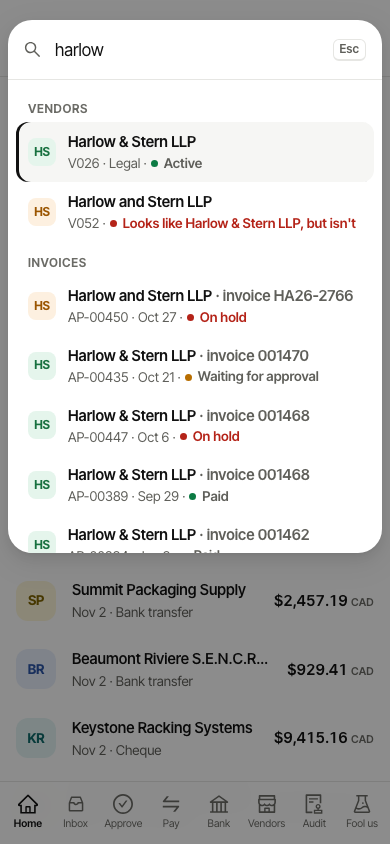 harlow
Esc
VENDORS
HS
Harlow & Stern LLP
V026 · Legal · Active
HS
Harlow and Stern LLP
V052 · Looks like Harlow & Stern LLP, but isn't
INVOICES
HS
Harlow and Stern LLP · invoice HA26-2766
AP-00450 · Oct 27 · On hold
HS
Harlow & Stern LLP · invoice 001470
AP-00435 · Oct 21 · Waiting for approval
HS
Harlow & Stern LLP · invoice 001468
AP-00447 · Oct 6 · On hold
HS
Harlow & Stern LLP · invoice 001468
AP-00389 · Sep 29 · Paid
HS
Harlow & Stern LLP · invoice 001462
SP
Summit Packaging Supply
$2,457.19 CAD
Nov 2 · Bank transfer
BR
Beaumont Riviere S.E.N.C.R...
$929.41 CAD
Nov 2 · Bank transfer
KR
Keystone Racking Systems
$9,415.16 CAD
Nov 2 · Cheque
Home Inbox Approve Pay Bank Vendors Audit Fool us